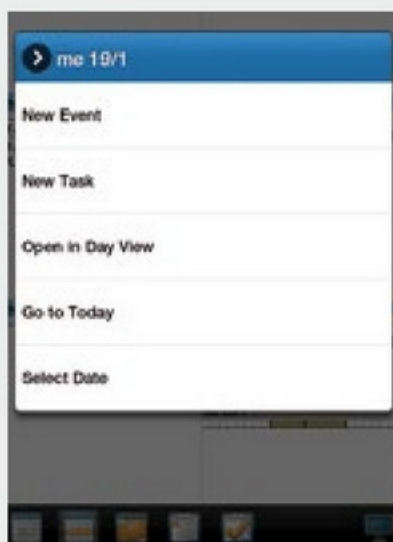 me 19/1
New Event
New Task
Open in Day View
Go to Today
Select Date